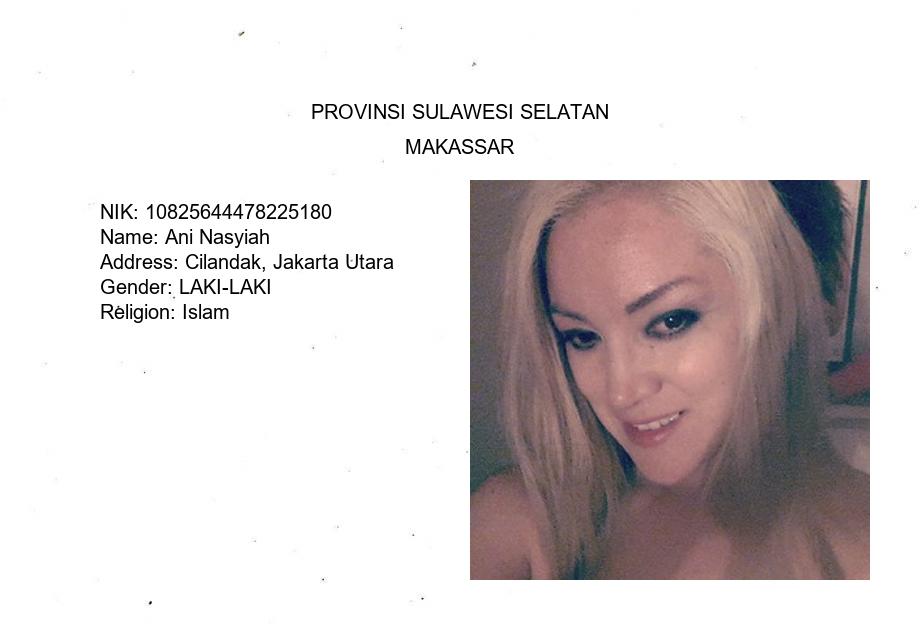 PROVINSI SULAWESI SELATAN
MAKASSAR
NIK: 10825644478225180
Name: Ani Nasyiah
Address: Cilandak, Jakarta Utara
Gender: LAKI-LAKI
Religion: Islam